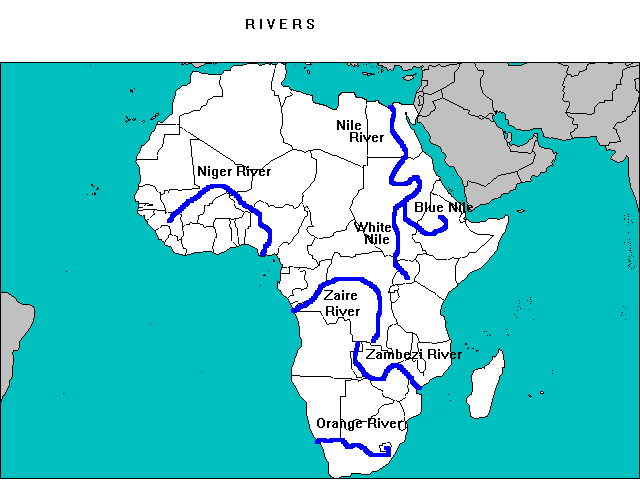 RIVERS
Nile
River
Niger River
Blue Nile
White
Nile
Zaire
River
Zambezi River
Orange River